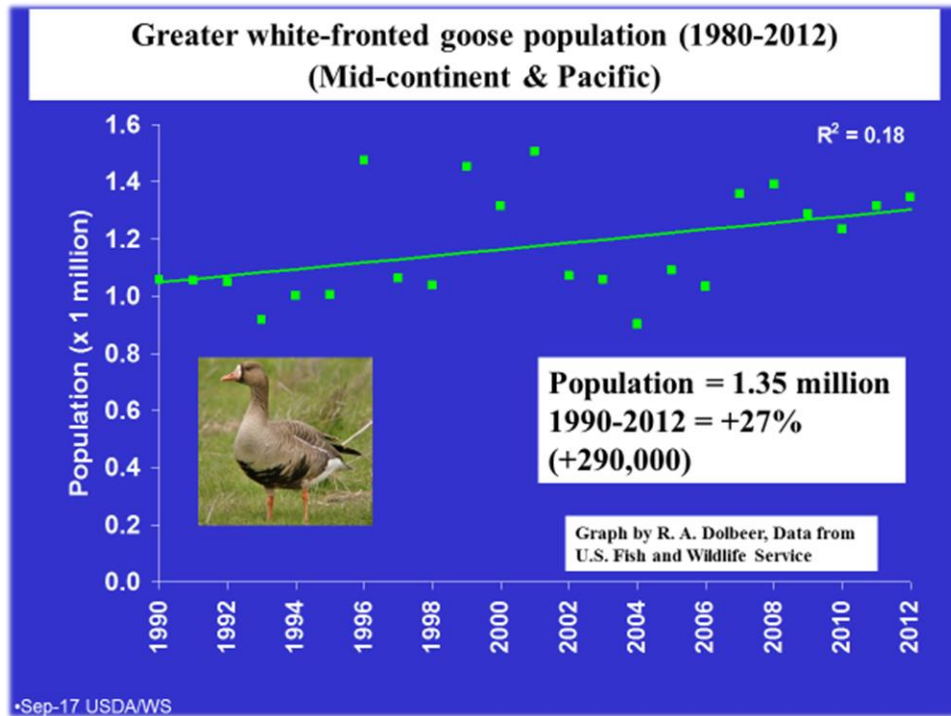 Greater white-fronted goose population (1980-2012)
(Mid-continent & Pacific)
R² = 0.18
Population (x 1 million)
1.6
1.4
1.2
1.0
0.8
0.6
0.4
0.2
0.0
Population = 1.35 million
1990-2012 = +27%
(+290,000)
Graph by R. A. Dolbeer, Data from
U.S. Fish and Wildlife Service
1990
1992
1994
1996
1998
2000
2002
2004
2006
2008
2010
2012
•Sep-17 USDA/WS